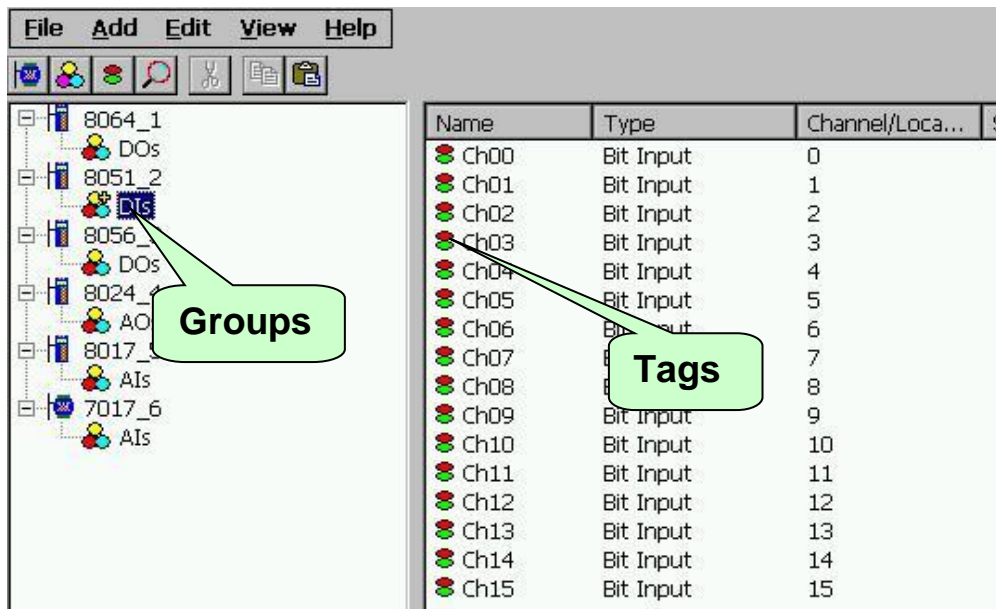 File Add Edit View Help
8064_1
DOs
8051_2
DIs
8056_
DOs
8024_4
AO
8017_5
AIs
7017_6
AIs
Groups
Name Type Channel/Loca...
Ch00 Bit Input 0
Ch01 Bit Input 1
Ch02 Bit Input 2
Ch03 Bit Input 3
Ch04 Bit Input 4
Ch05 Bit Input 5
Ch06 Input 6
Ch07 7
Ch08 8
Ch09 Bit Input 9
Ch10 Bit Input 10
Ch11 Bit Input 11
Ch12 Bit Input 12
Ch13 Bit Input 13
Ch14 Bit Input 14
Ch15 Bit Input 15
Tags